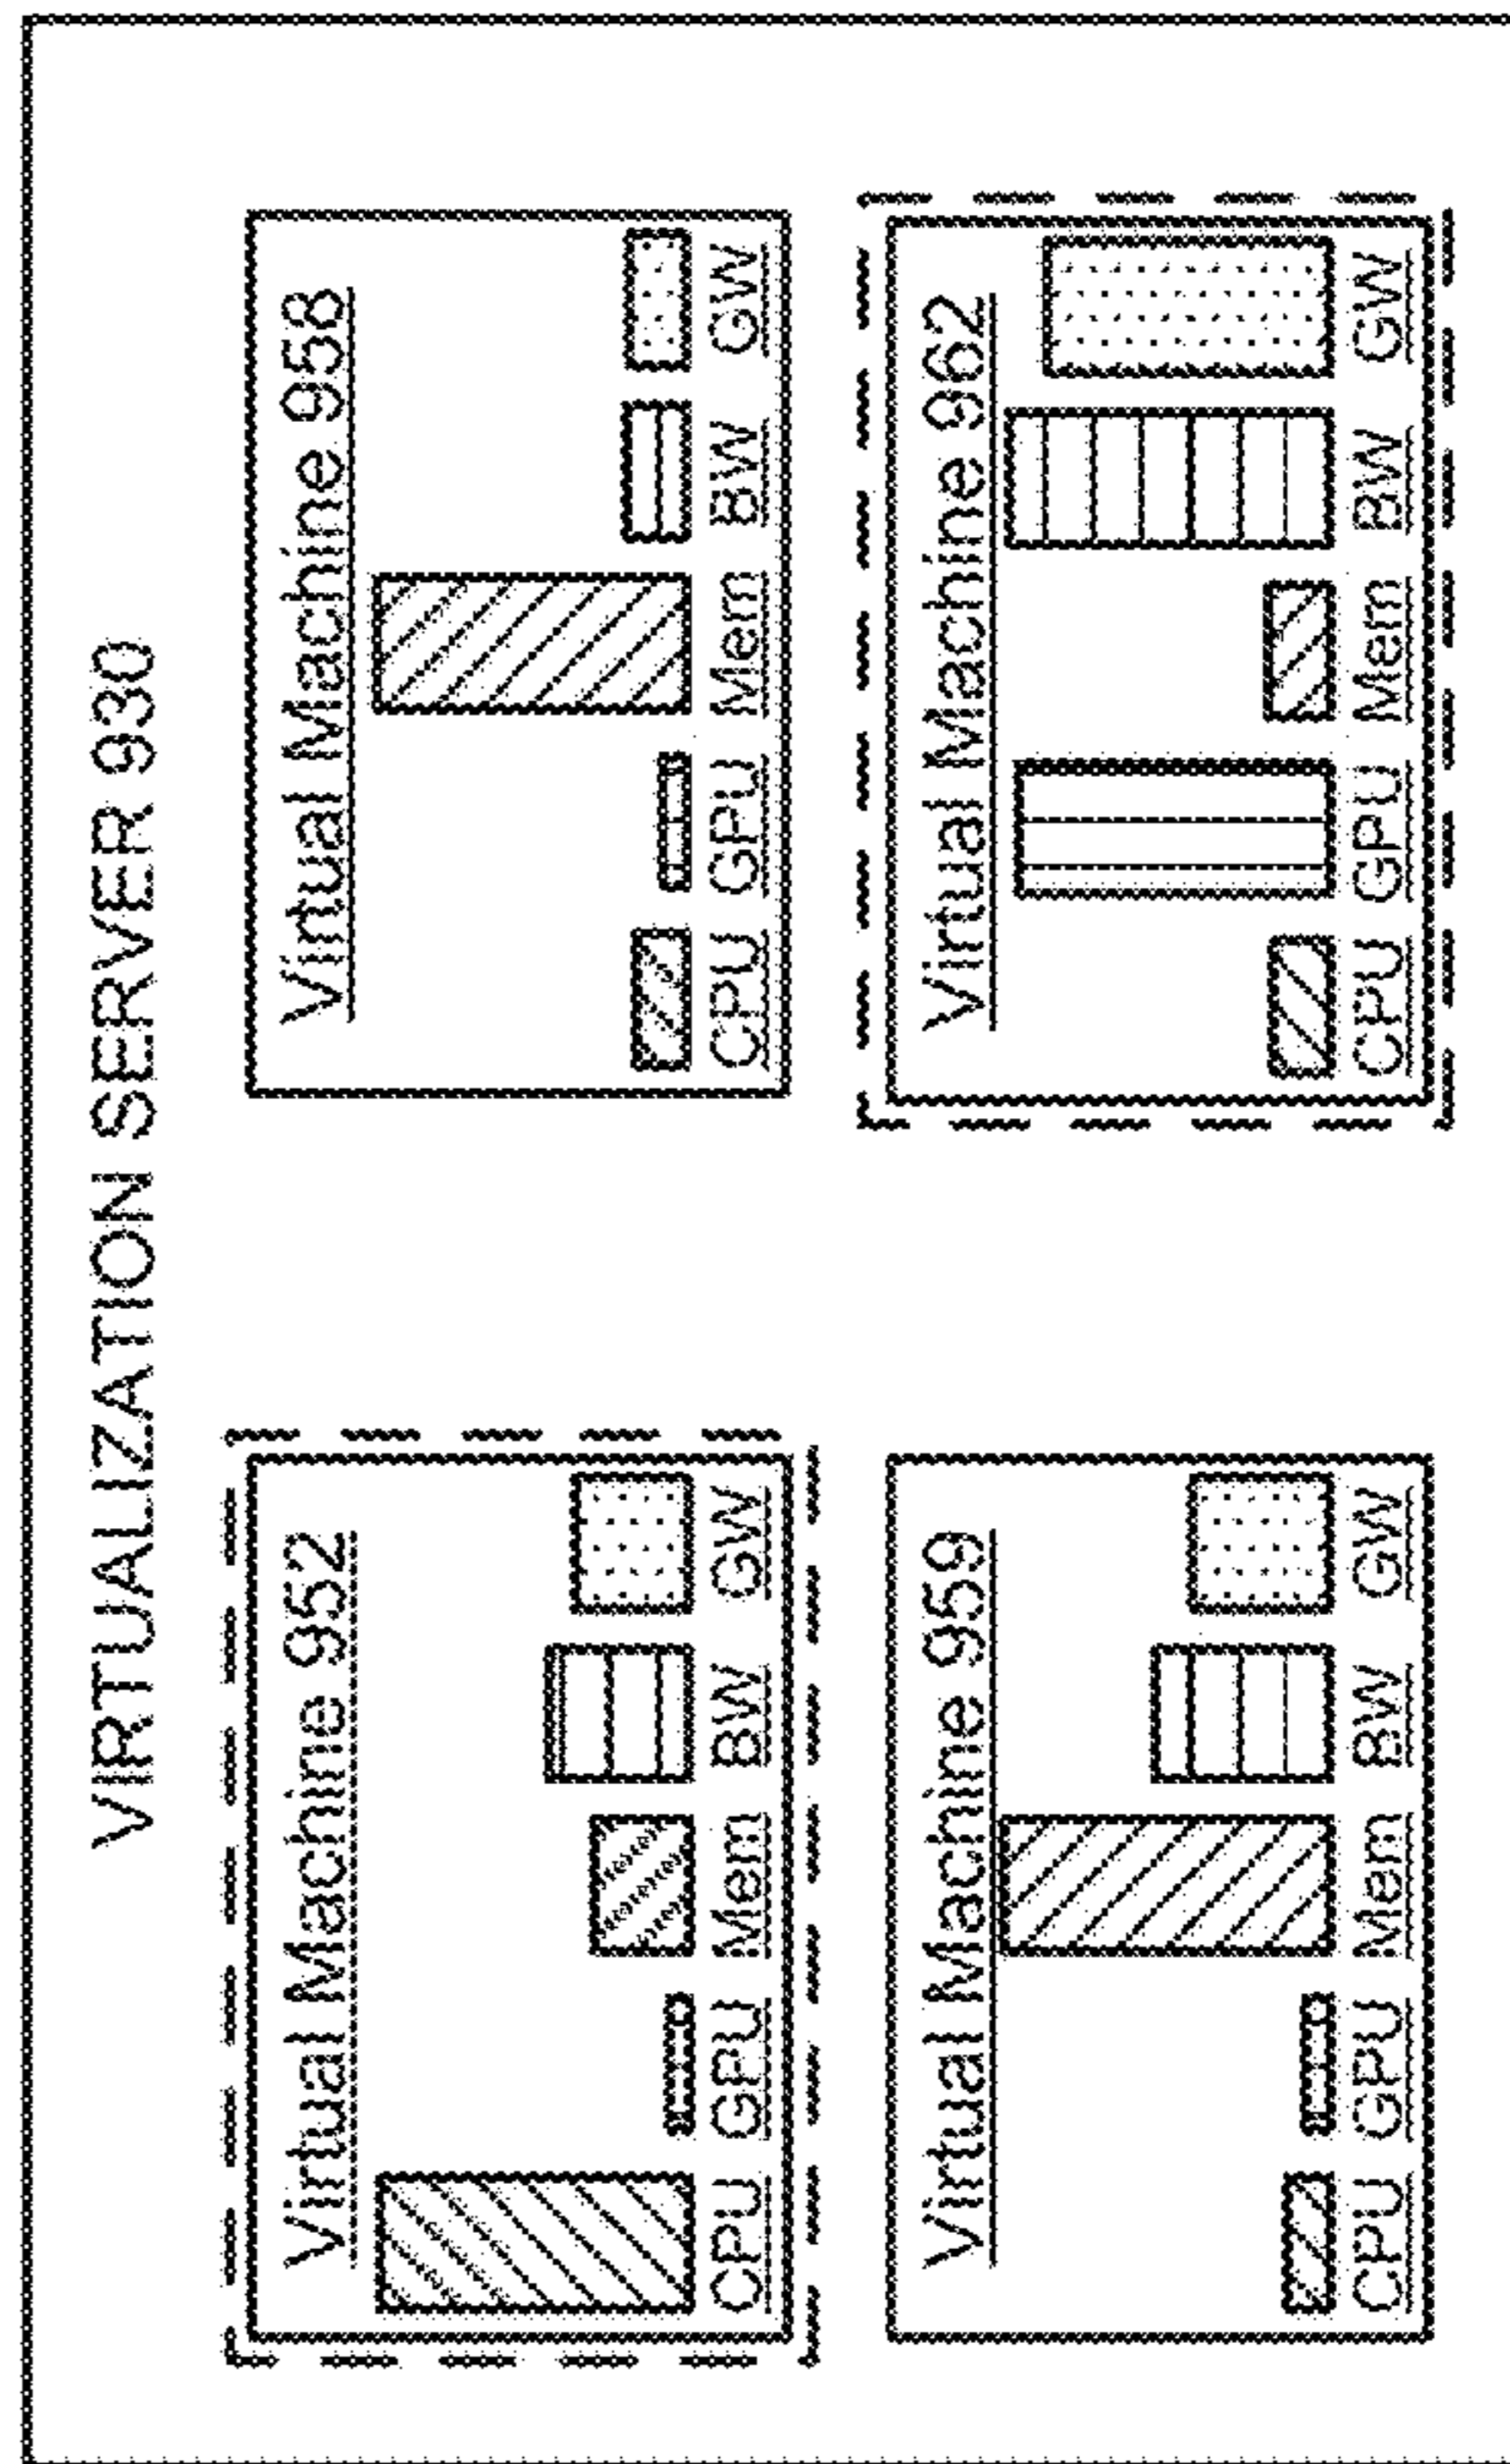 VIRTUALIZATION SERVER 930
Virtual Machine 952
CPU GPU Mem BW GW
Virtual Machine 958
CPU GPU Mem BW GW
Virtual Machine 959
CPU GPU Mem BW GW
Virtual Machine 962
CPU GPU Mem BW GW